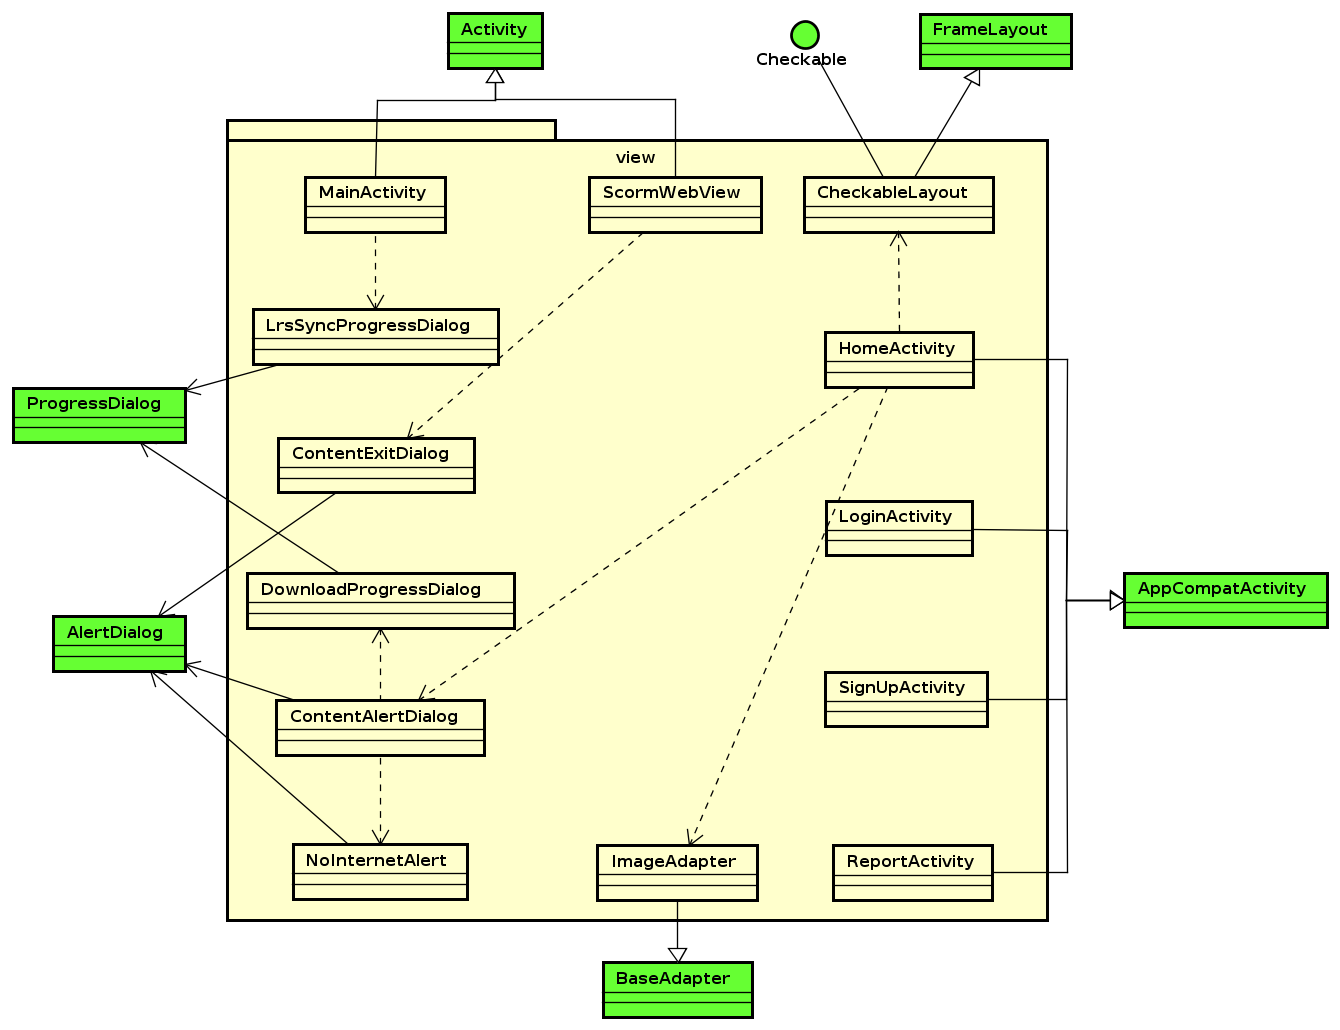 Activity
FrameLayout
Checkable
view
MainActivity
ScormWebView
CheckableLayout
LrsSyncProgressDialog
HomeActivity
ProgressDialog
ContentExitDialog
LoginActivity
DownloadProgressDialog
AppCompatActivity
AlertDialog
SignUpActivity
ContentAlertDialog
NoInternetAlert
ImageAdapter
ReportActivity
BaseAdapter